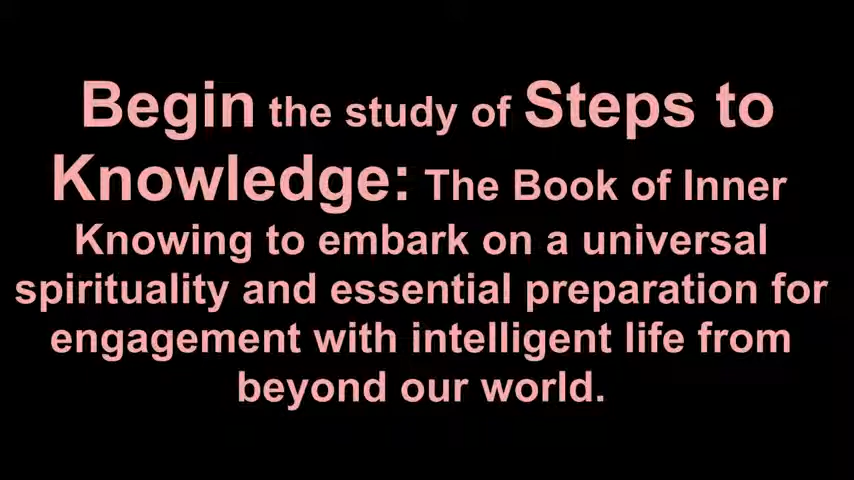 Begin the study of Steps to
Knowledge: The Book of Inner
Knowing to embark on a universal
spirituality and essential preparation for
engagement with intelligent life from
beyond our world.